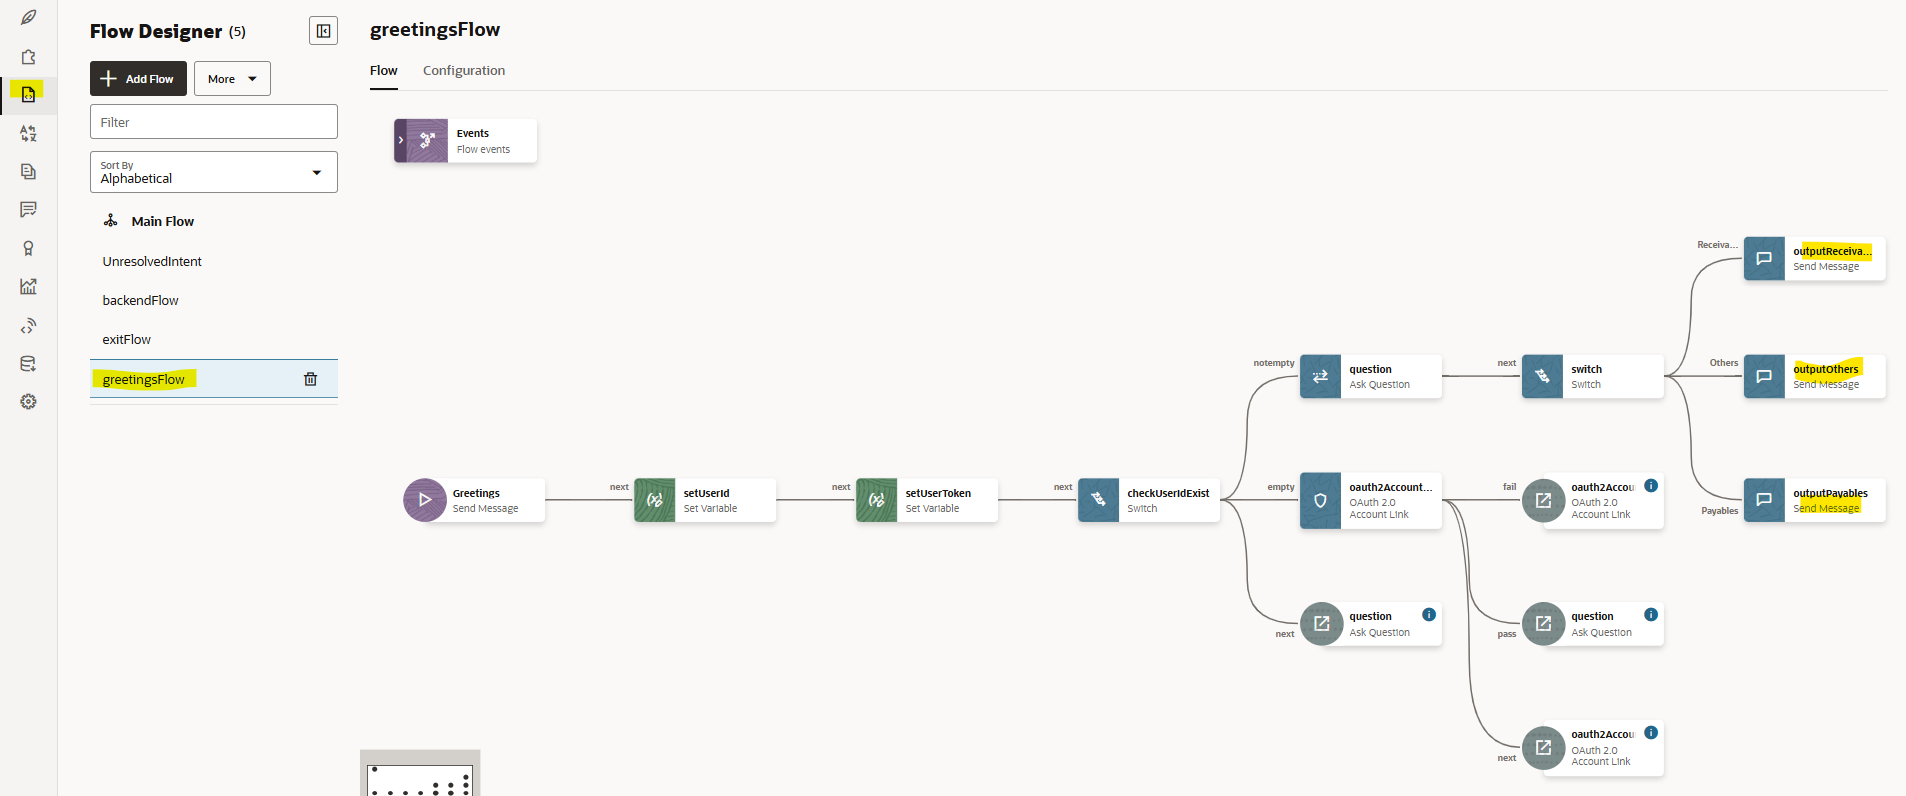 Flow Designer (5)
Add Flow
More
Filter
Sort By
Alphabetical
Main Flow
UnresolvedIntent
backendFlow
exitFlow
greetingsFlow
greetingsFlow
Flow
Configuration
Events
Flow events
Greetings
Send Message
next
setUserId
Set Variable
next
setUserToken
Set Variable
next
checkUserIdExist
Switch
notempty
question
Ask Question
next
switch
Switch
Receiva...
outputReceiva...
Send Message
Others
outputOthers
Send Message
Payables
outputPayables
Send Message
empty
oauth2Account...
OAuth 2.0
Account Link
fail
oauth2Accou
OAuth 2.0
Account Link
next
question
Ask Question
pass
question
Ask Question
next
oauth2Accou
OAuth 2.0
Account Link